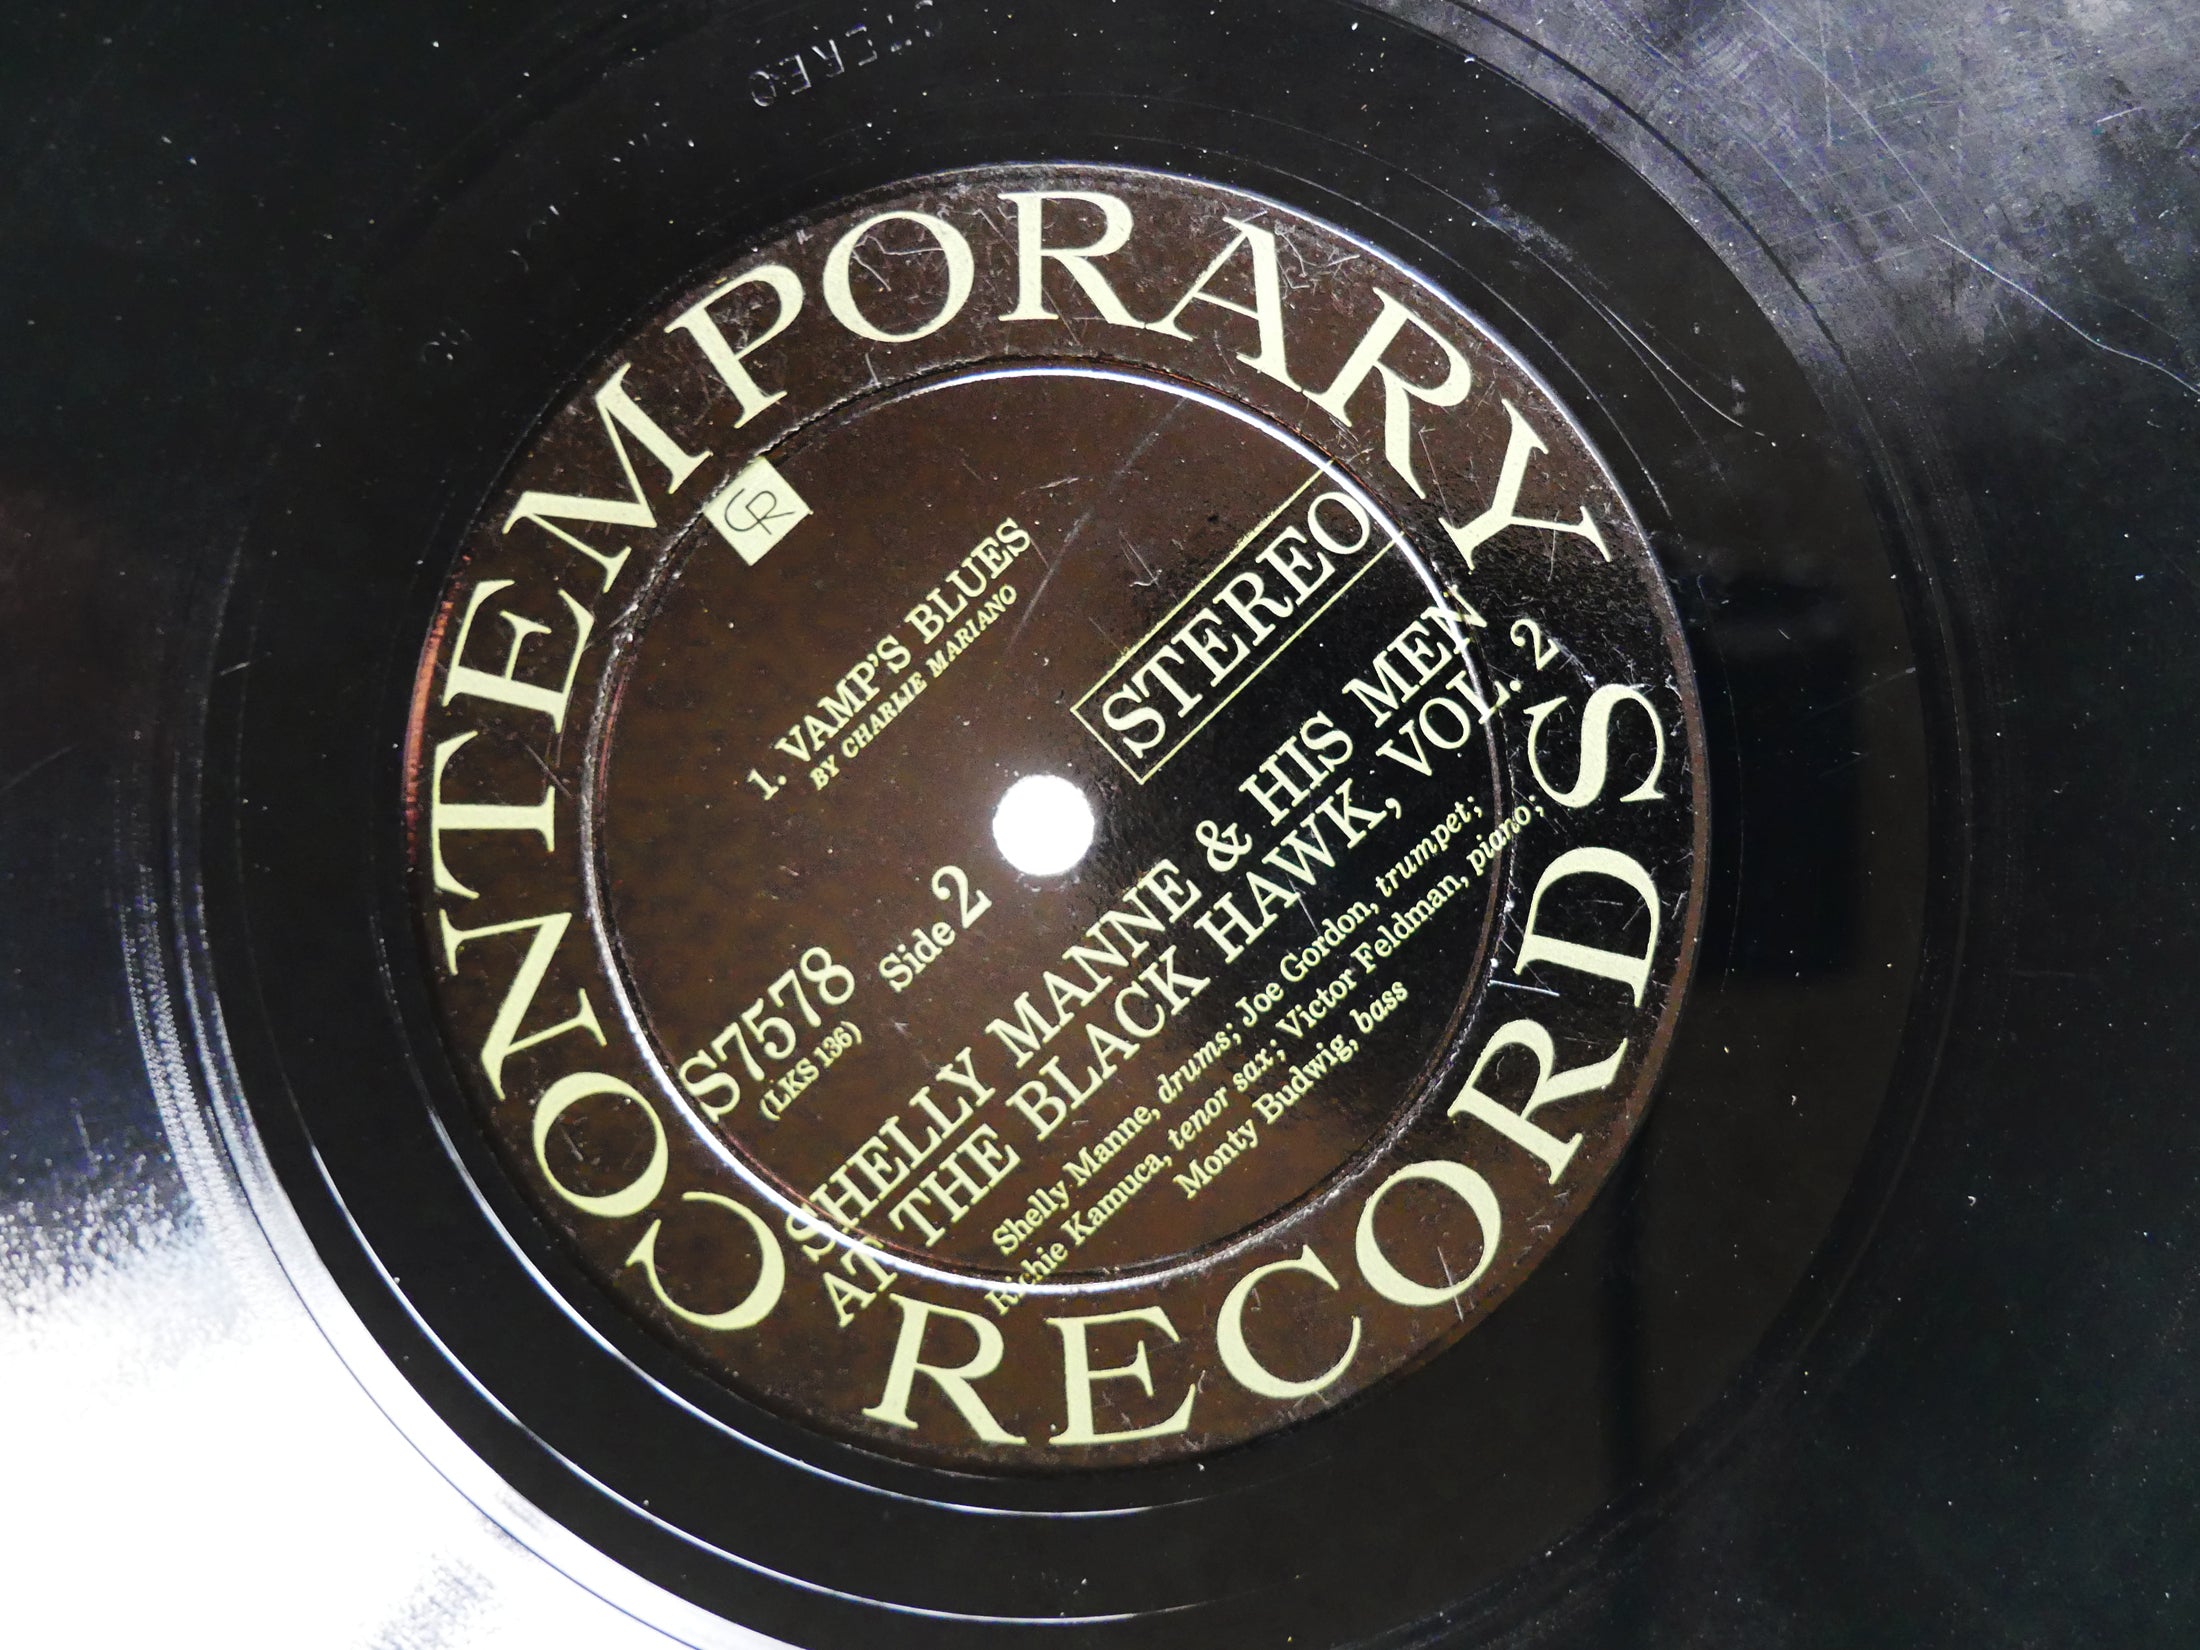 CONTEMPORARY RECORDS
CR
1. VAMP'S BLUES
BY CHARLIE MARIANO
STEREO
S7578
Side 2
(LKS 136)
SHELLY MANNE & HIS MEN
AT THE BLACK HAWK, VOL. 2
Shelly Manne, drums; Joe Gordon, trumpet;
Richie Kamuca, tenor sax; Victor Feldman, piano;
Monty Budwig, bass
STEREO